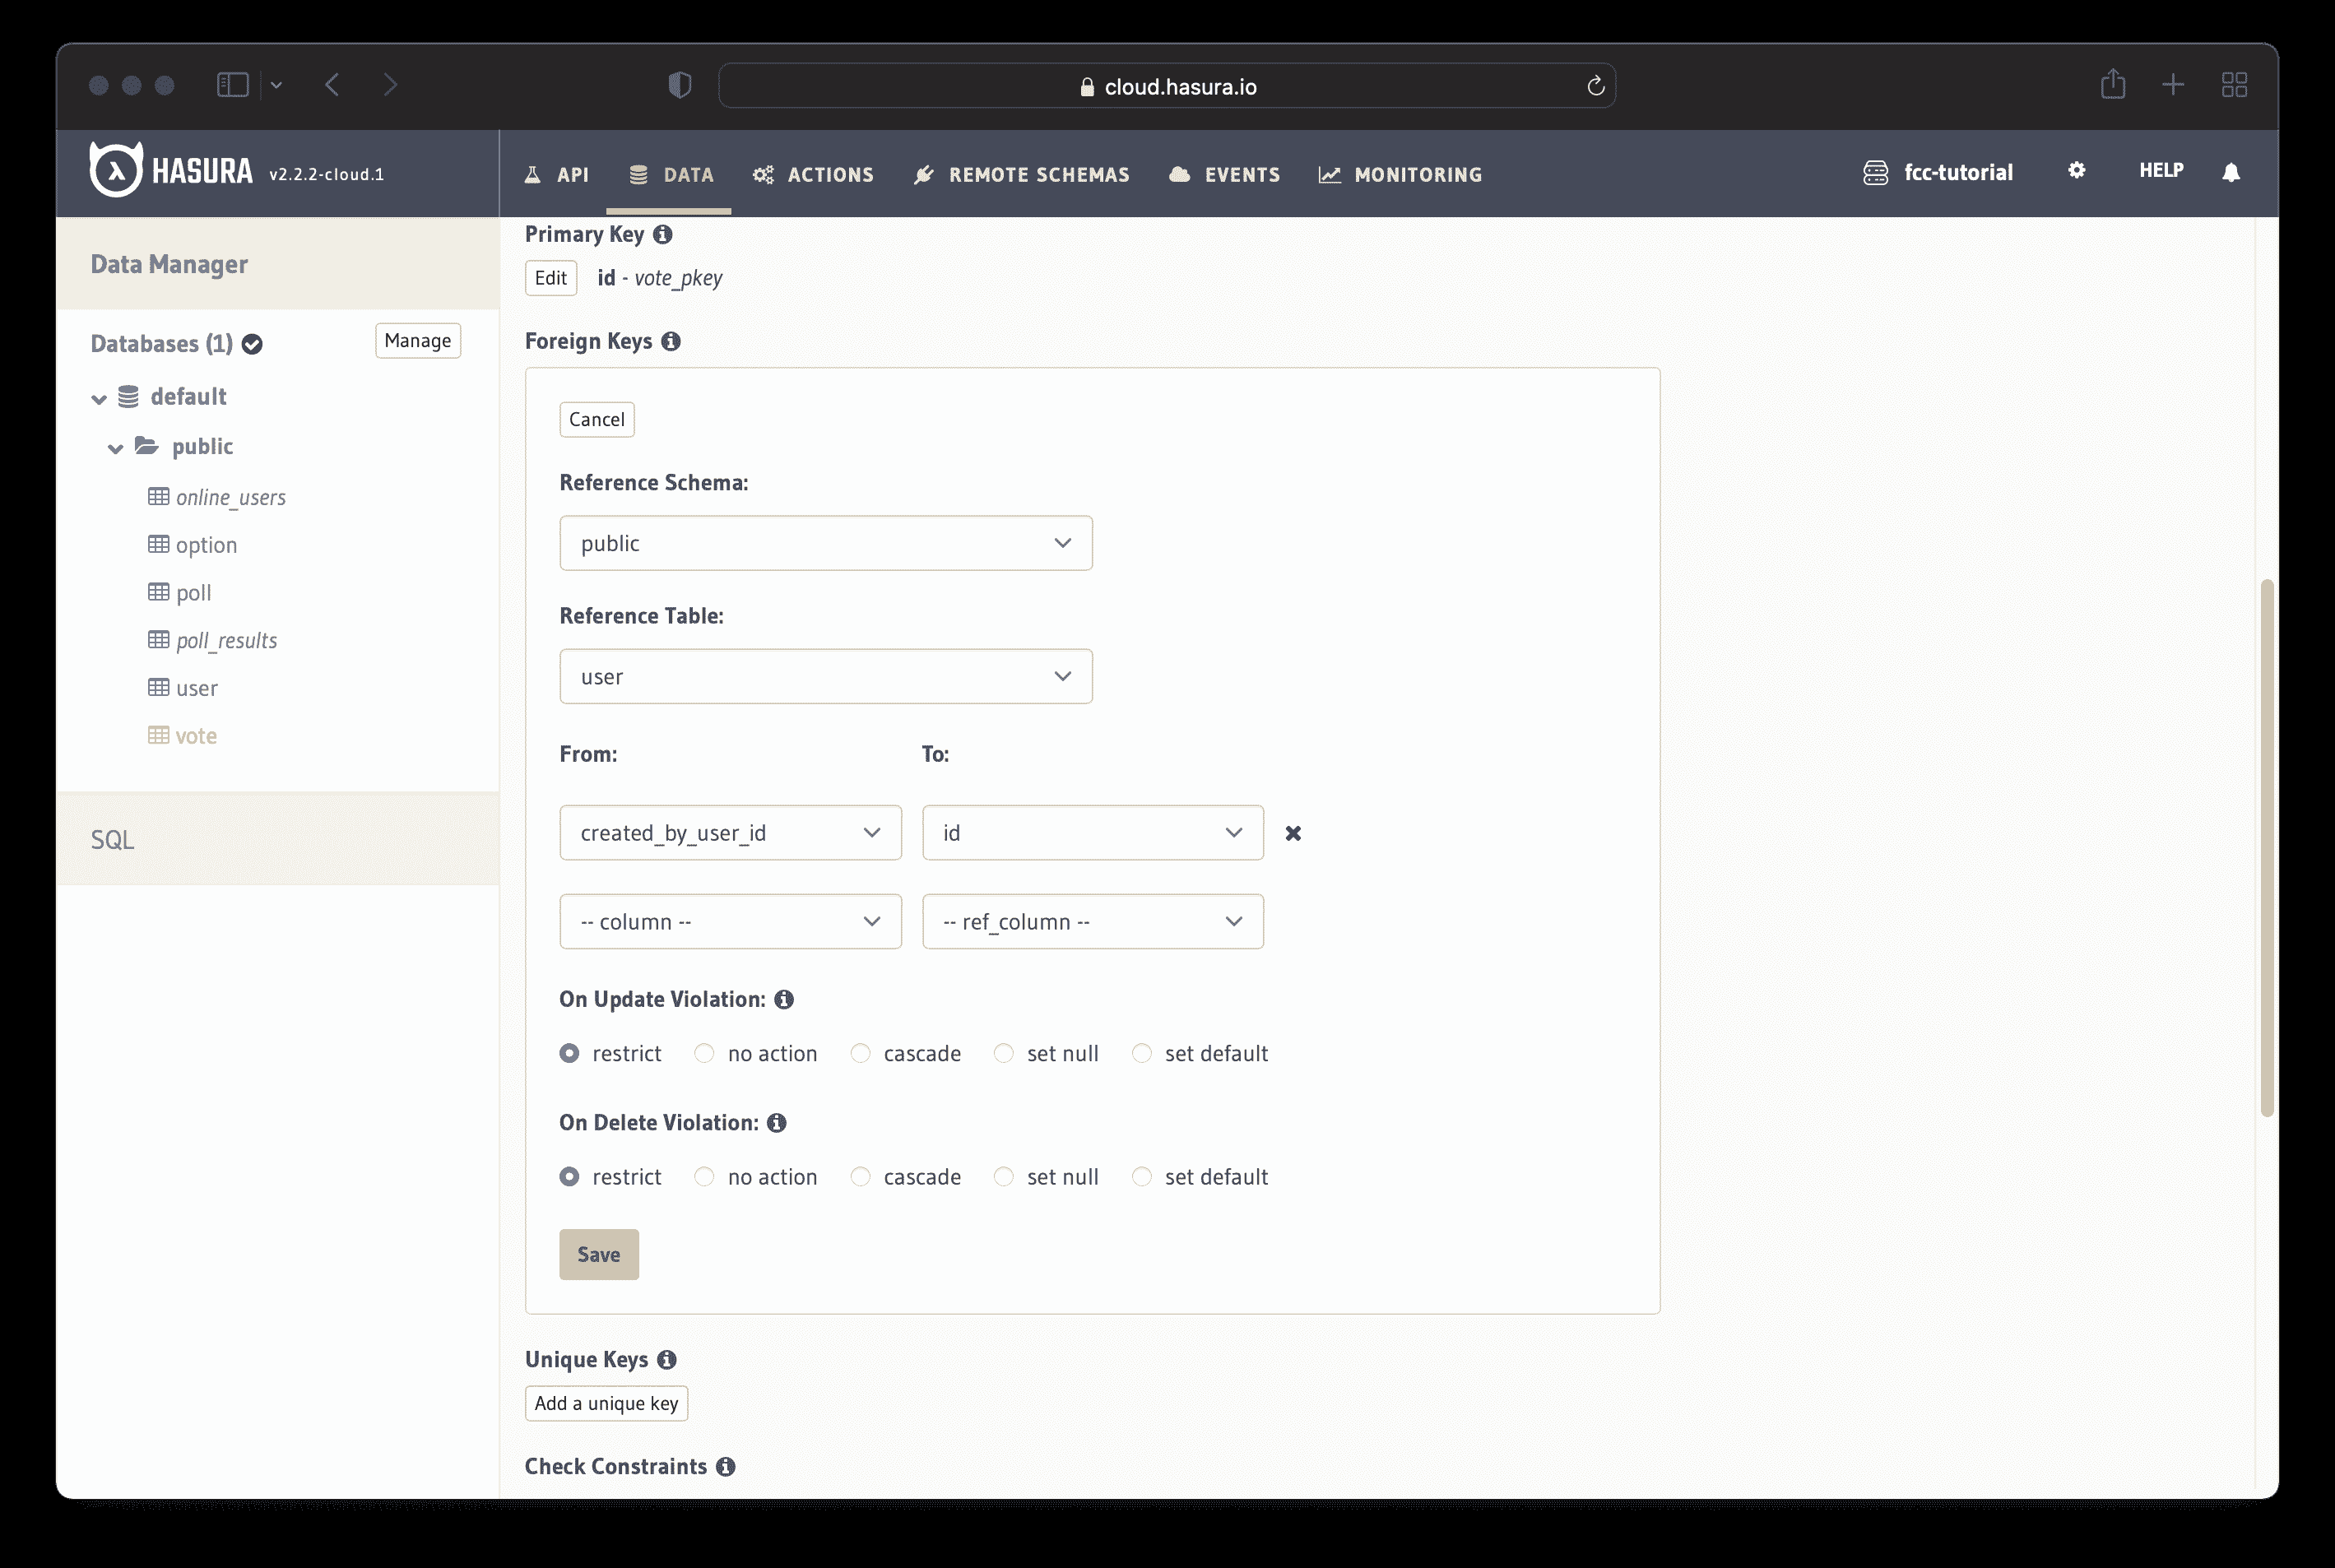 cloud.hasura.io
HASURA v2.2.2-cloud.1 API DATA ACTIONS REMOTE SCHEMAS EVENTS MONITORING fcc-tutorial HELP
Data Manager
Databases (1) Manage
default
public
online_users
option
poll
poll_results
user
vote
SQL
Primary Key
Edit id - vote_pkey
Foreign Keys
Cancel
Reference Schema:
public
Reference Table:
user
From: To:
created_by_user_id id
-- column -- -- ref_column --
On Update Violation:
restrict no action cascade set null set default
On Delete Violation:
restrict no action cascade set null set default
Save
Unique Keys
Add a unique key
Check Constraints